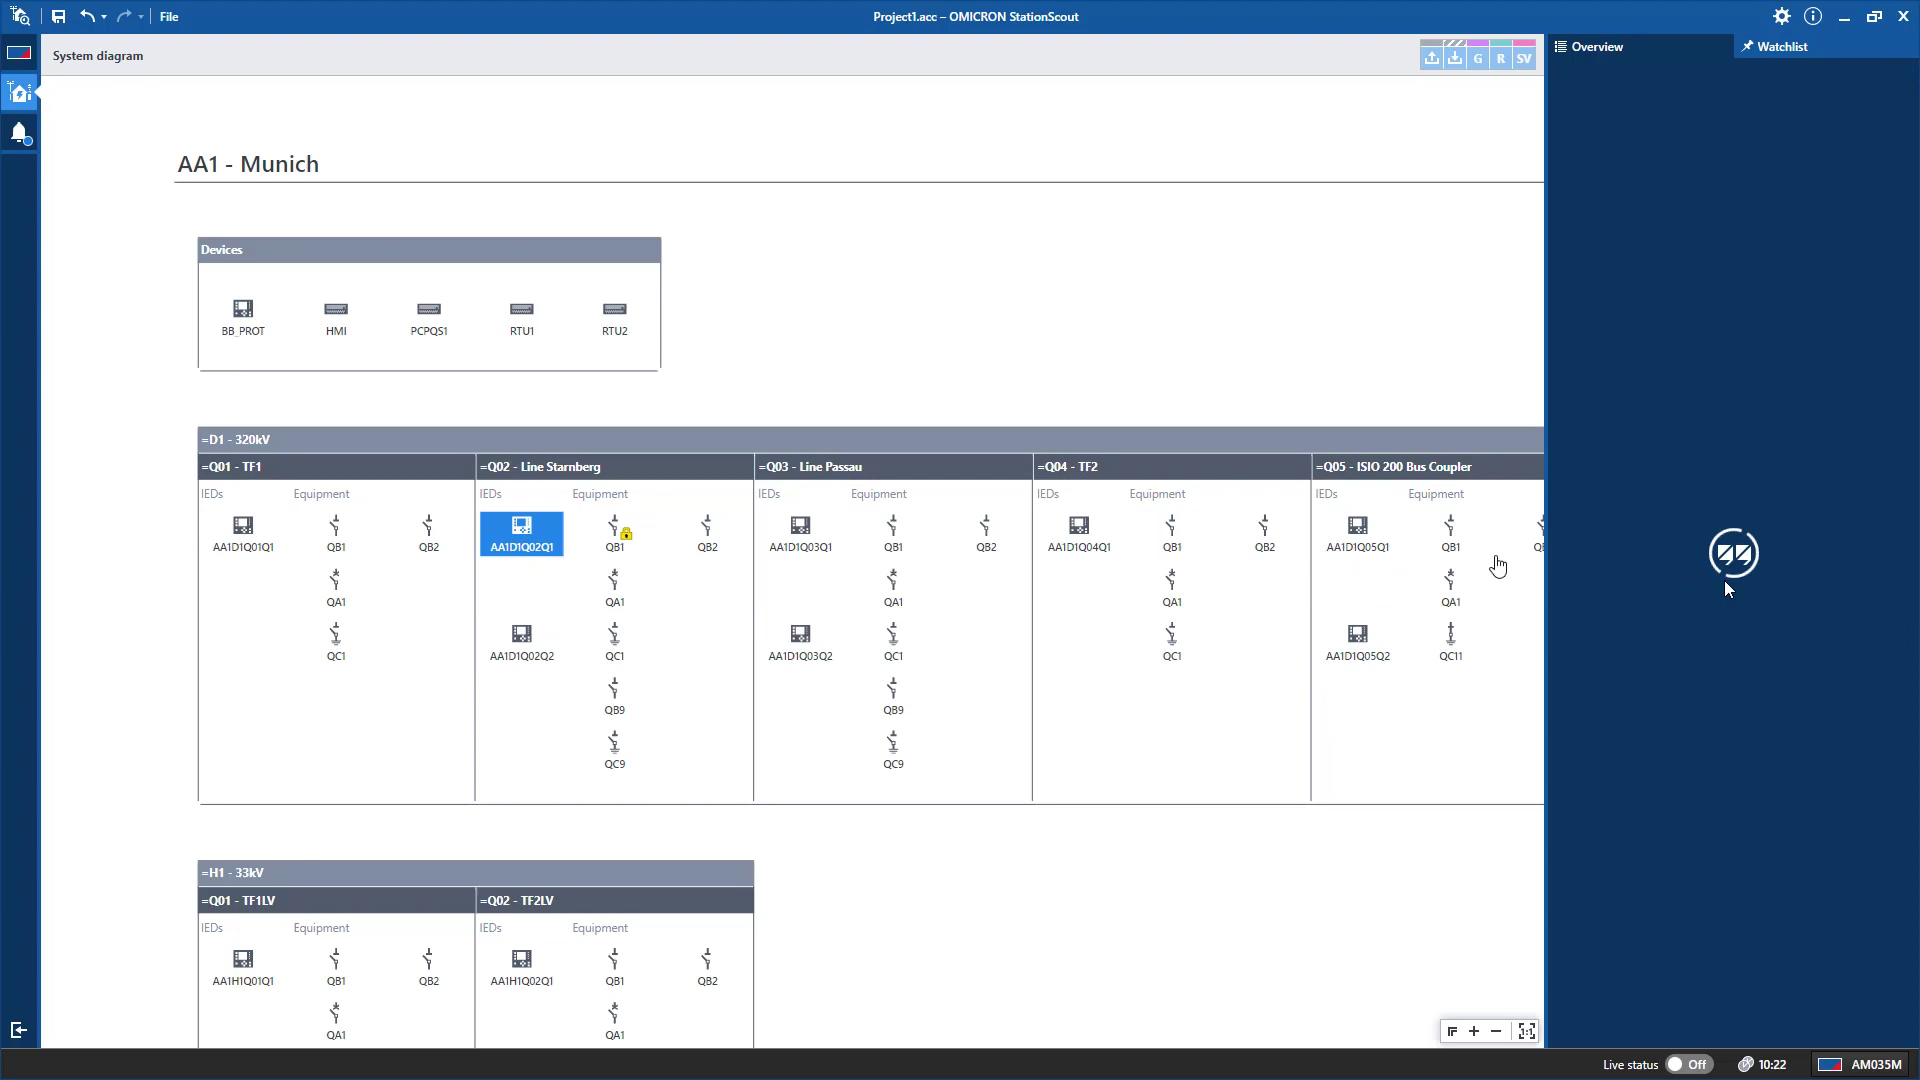 File
Project1.acc – OMICRON StationScout
System diagram
G R SV
Overview
Watchlist
AA1 - Munich
Devices
BB_PROT HMI PCPQS1 RTU1 RTU2
=D1 - 320kV
=Q01 - TF1 =Q02 - Line Starnberg =Q03 - Line Passau =Q04 - TF2 =Q05 - ISIO 200 Bus Coupler
IEDs Equipment IEDs Equipment IEDs Equipment IEDs Equipment IEDs Equipment
AA1D1Q01Q1 QB1 QB2 AA1D1Q02Q1 QB1 QB2 AA1D1Q03Q1 QB1 QB2 AA1D1Q04Q1 QB1 QB2 AA1D1Q05Q1 QB1
QA1 QA1 QA1 QA1 QA1
QC1 AA1D1Q02Q2 QC1 AA1D1Q03Q2 QC1 QC1 AA1D1Q05Q2 QC11
QB9 QB9
QC9 QC9
=H1 - 33kV
=Q01 - TF1LV =Q02 - TF2LV
IEDs Equipment IEDs Equipment
AA1H1Q01Q1 QB1 QB2 AA1H1Q02Q1 QB1 QB2
QA1 QA1
1:1
Live status Off 10:22 AM035M